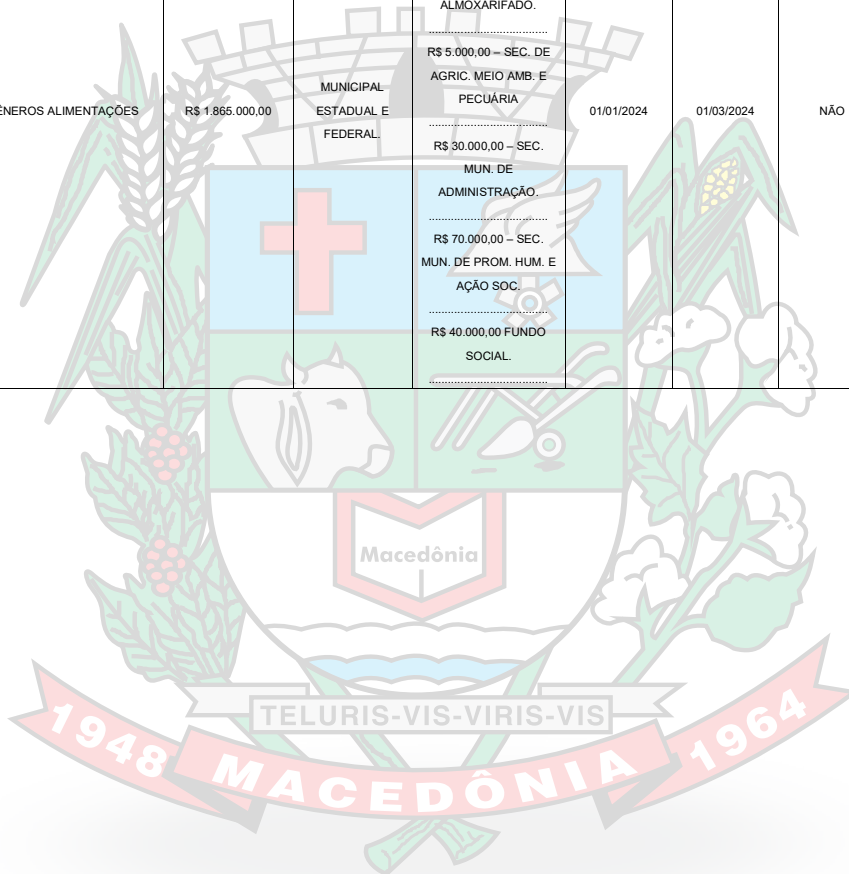 ALMOXARIFADO.
....................................
R$ 5.000,00 – SEC. DE
AGRIC. MEIO AMB. E
PECUÁRIA
....................................
R$ 30.000,00 – SEC.
MUN. DE
ADMINISTRAÇÃO.
....................................
R$ 70.000,00 – SEC.
MUN. DE PROM. HUM. E
AÇÃO SOC.
....................................
R$ 40.000,00 FUNDO
SOCIAL.
....................................
ÊNEROS ALIMENTAÇÕES
R$ 1.865.000,00
MUNICIPAL
ESTADUAL E
FEDERAL.
01/01/2024
01/03/2024
NÃO
Macedônia
TELURIS-VIS-VIRIS-VIS
1948
MACEDÔNIA
1964